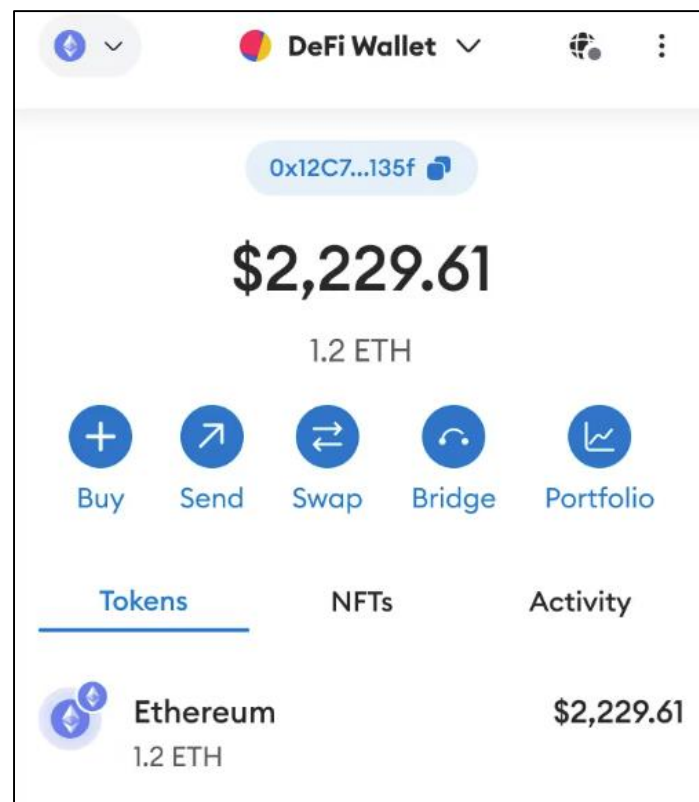 DeFi Wallet
0x12C7...135f
$2,229.61
1.2 ETH
Buy Send Swap Bridge Portfolio
Tokens NFTs Activity
Ethereum $2,229.61
1.2 ETH